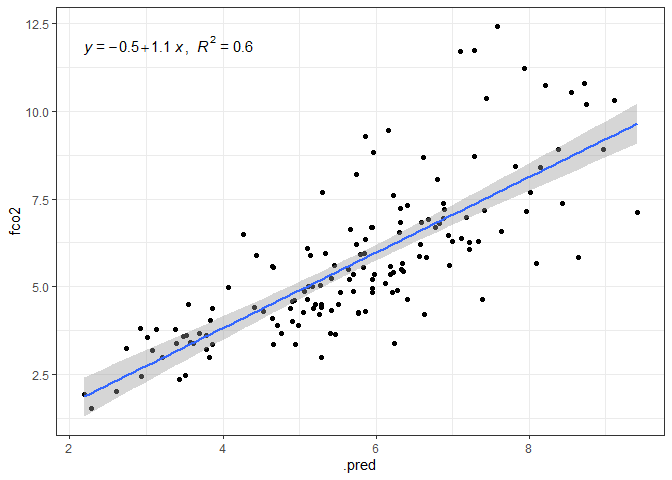 y = −0.5+1.1 x ,  R² = 0.6
12.5
10.0
7.5
5.0
2.5
fco2
2 4 6 8
.pred